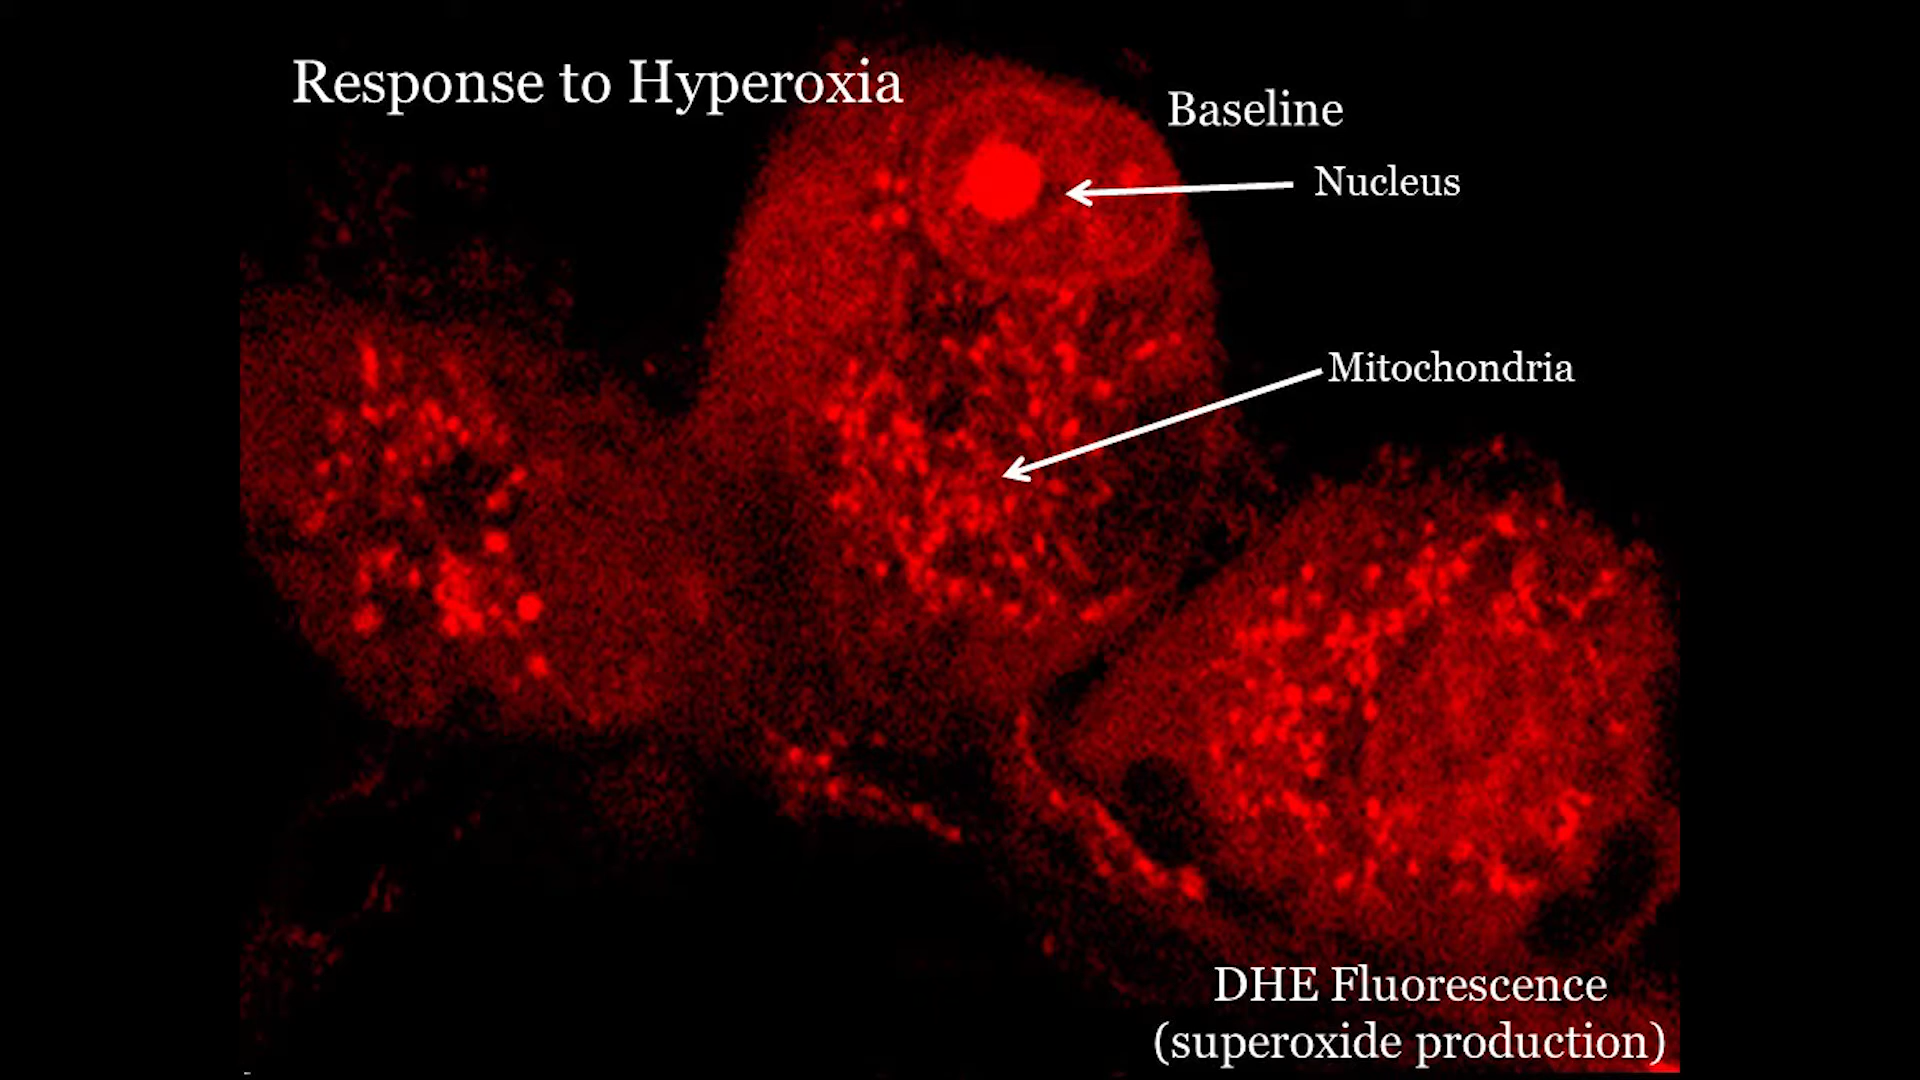 Response to Hyperoxia
Baseline
Nucleus
Mitochondria
DHE Fluorescence
(superoxide production)